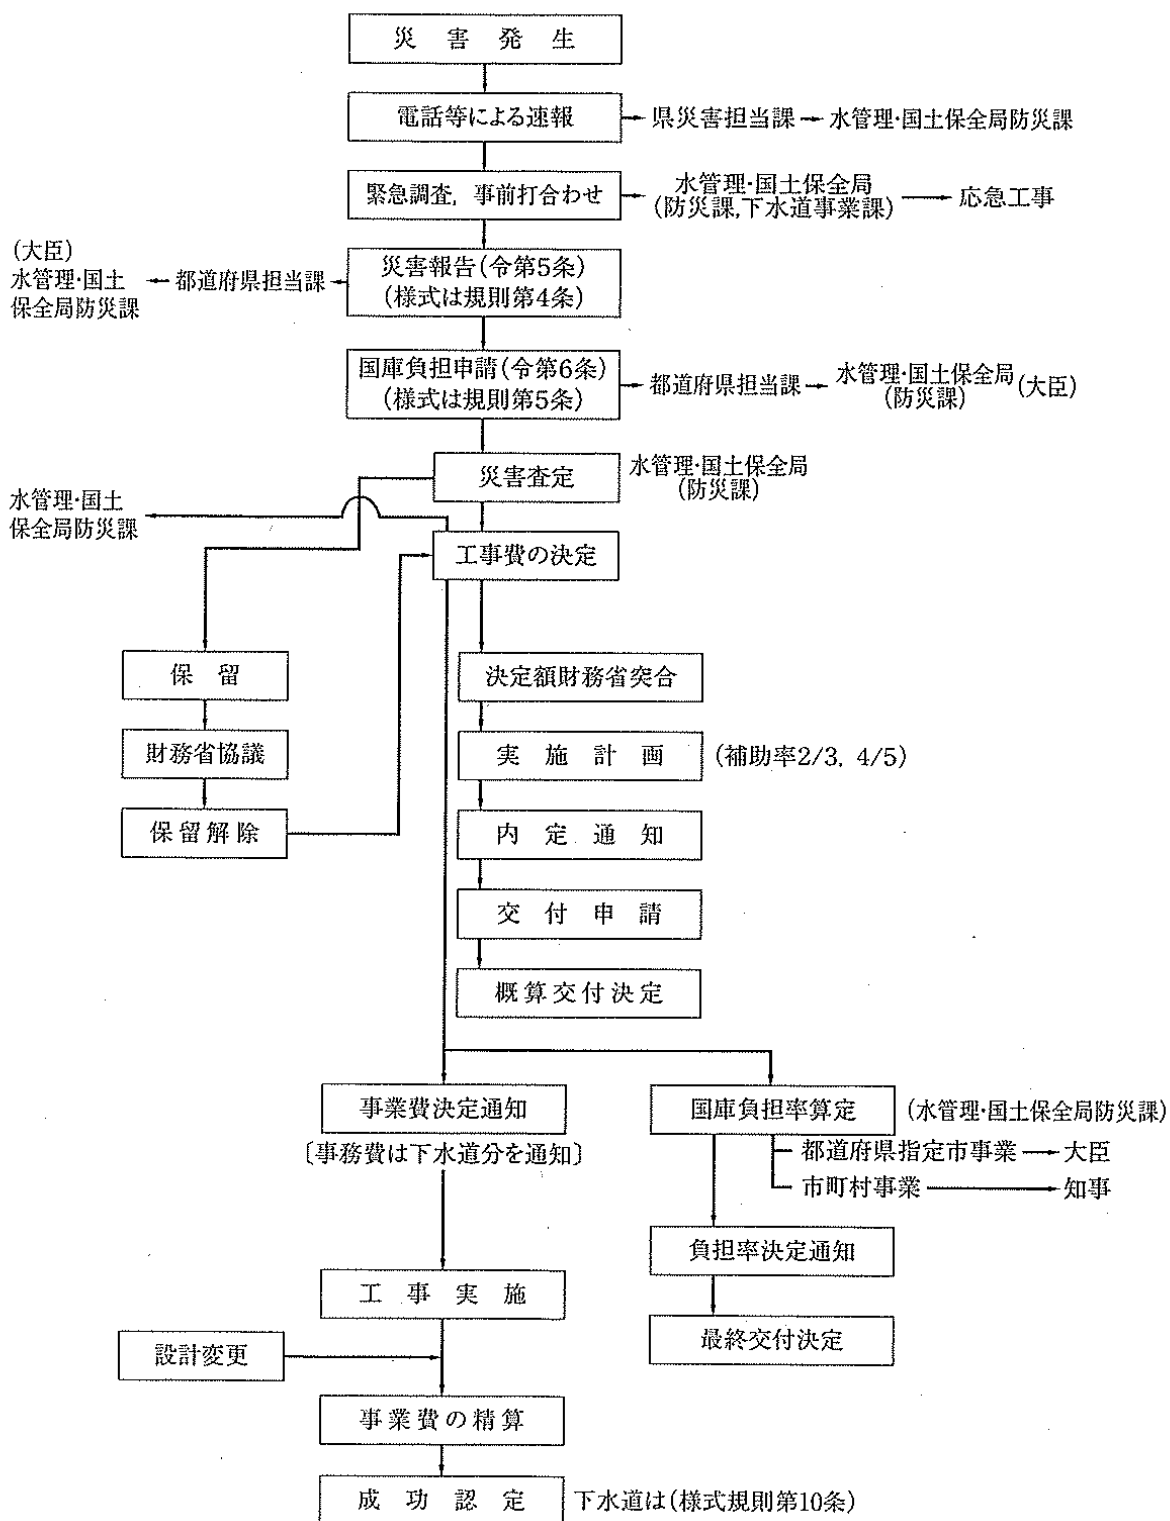 災害発生
電話等による速報
県災害担当課
水管理・国土保全局防災課
緊急調査，事前打合わせ
水管理・国土保全局
(防災課,下水道事業課)
応急工事
(大臣)
水管理・国土
保全局防災課
都道府県担当課
災害報告(令第5条)
(様式は規則第4条)
国庫負担申請(令第6条)
(様式は規則第5条)
都道府県担当課
水管理・国土保全局
(防災課)
(大臣)
災害査定
水管理・国土保全局
(防災課)
水管理・国土
保全局防災課
工事費の決定
保留
決定額財務省突合
財務省協議
実施計画
(補助率2/3, 4/5)
保留解除
内定通知
交付申請
概算交付決定
事業費決定通知
〔事務費は下水道分を通知〕
国庫負担率算定
(水管理・国土保全局防災課)
都道府県指定市事業
大臣
市町村事業
知事
負担率決定通知
工事実施
最終交付決定
設計変更
事業費の精算
成功認定
下水道は(様式規則第10条)